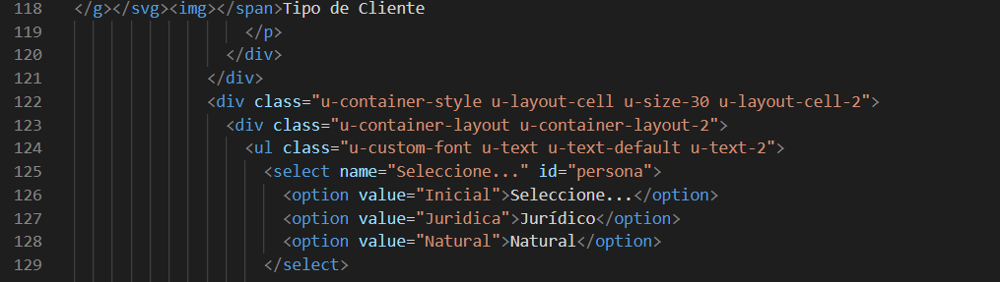 118 </g></svg><img></span>Tipo de Cliente
119 </p>
120 </div>
121 </div>
122 <div class="u-container-style u-layout-cell u-size-30 u-layout-cell-2">
123 <div class="u-container-layout u-container-layout-2">
124 <ul class="u-custom-font u-text u-text-default u-text-2">
125 <select name="Seleccione..." id="persona">
126 <option value="Inicial">Seleccione...</option>
127 <option value="Juridica">Jurídico</option>
128 <option value="Natural">Natural</option>
129 </select>